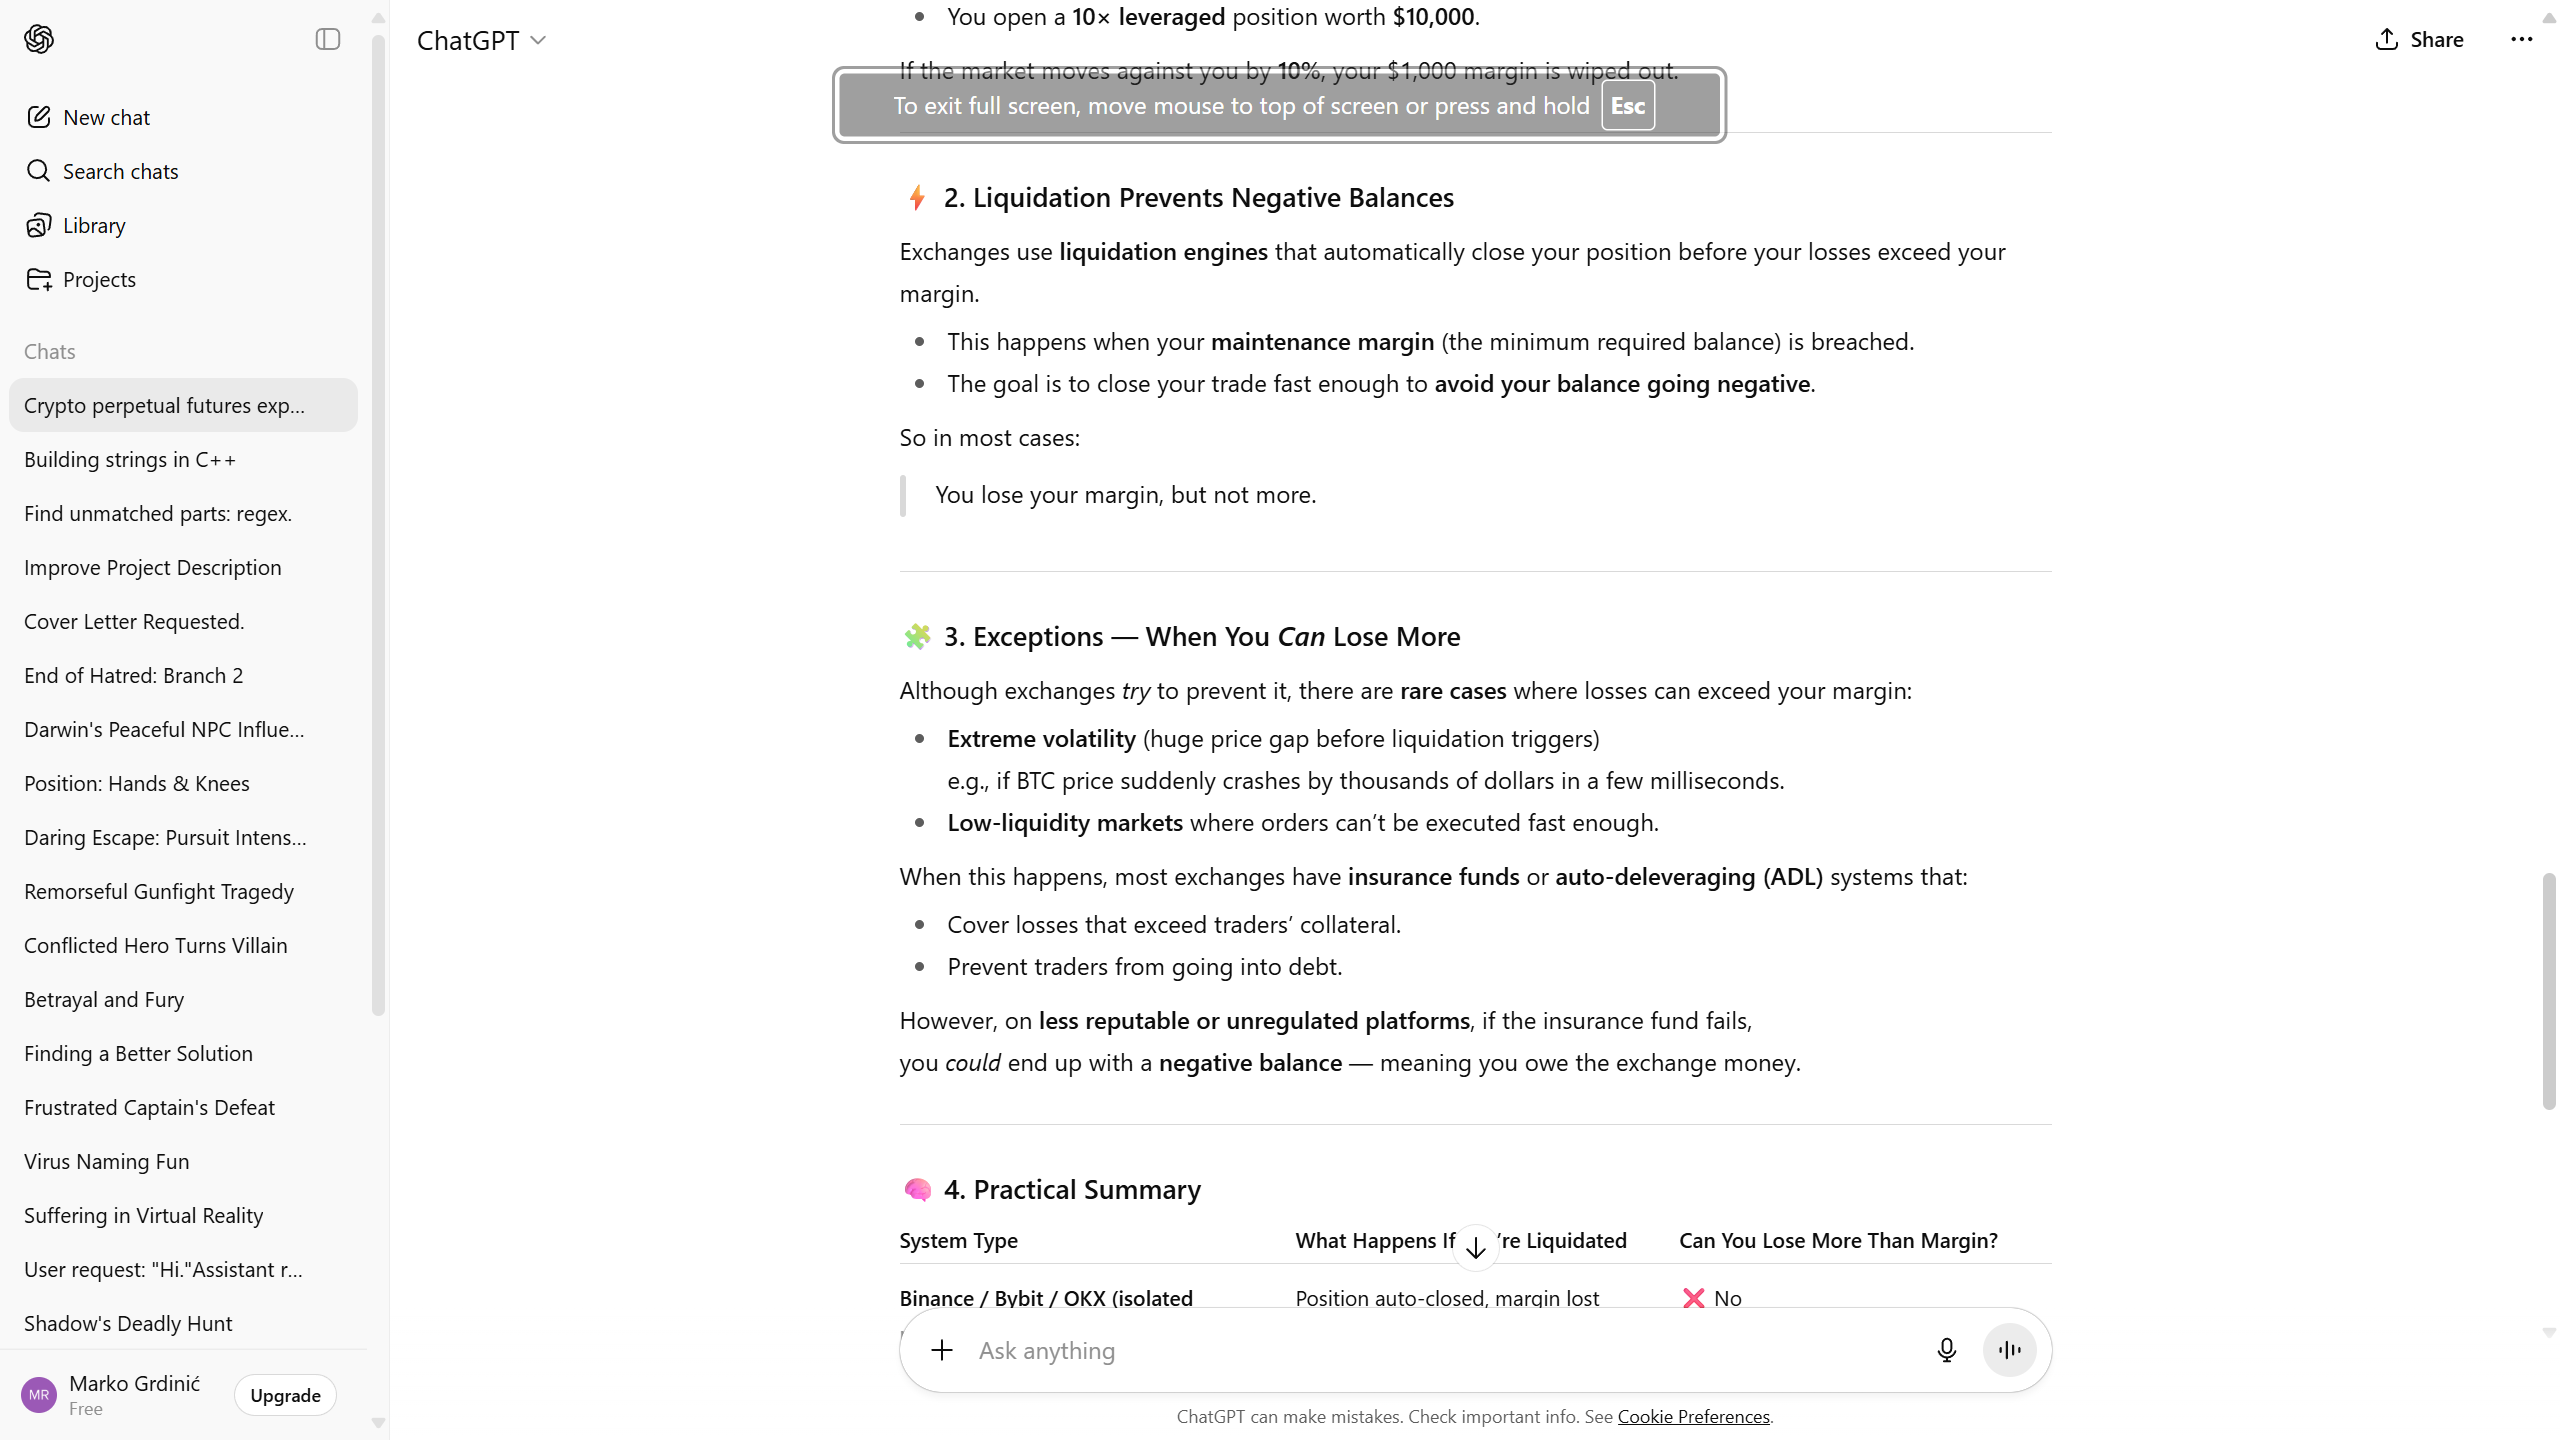 New chat
Search chats
Library
Projects
Chats
Crypto perpetual futures exp...
Building strings in C++
Find unmatched parts: regex.
Improve Project Description
Cover Letter Requested.
End of Hatred: Branch 2
Darwin's Peaceful NPC Influe...
Position: Hands & Knees
Daring Escape: Pursuit Intens...
Remorseful Gunfight Tragedy
Conflicted Hero Turns Villain
Betrayal and Fury
Finding a Better Solution
Frustrated Captain's Defeat
Virus Naming Fun
Suffering in Virtual Reality
User request: "Hi."Assistant r...
Shadow's Deadly Hunt
MR
Marko Grdinić
Free
Upgrade
ChatGPT
Share
• You open a 10× leveraged position worth $10,000.
If the market moves against you by 10%, your $1,000 margin is wiped out.
To exit full screen, move mouse to top of screen or press and hold Esc
⚡ 2. Liquidation Prevents Negative Balances
Exchanges use liquidation engines that automatically close your position before your losses exceed your
margin.
• This happens when your maintenance margin (the minimum required balance) is breached.
• The goal is to close your trade fast enough to avoid your balance going negative.
So in most cases:
You lose your margin, but not more.
🧩 3. Exceptions — When You Can Lose More
Although exchanges try to prevent it, there are rare cases where losses can exceed your margin:
• Extreme volatility (huge price gap before liquidation triggers)
e.g., if BTC price suddenly crashes by thousands of dollars in a few milliseconds.
• Low-liquidity markets where orders can’t be executed fast enough.
When this happens, most exchanges have insurance funds or auto-deleveraging (ADL) systems that:
• Cover losses that exceed traders’ collateral.
• Prevent traders from going into debt.
However, on less reputable or unregulated platforms, if the insurance fund fails,
you could end up with a negative balance — meaning you owe the exchange money.
🧠 4. Practical Summary
System Type What Happens If ’re Liquidated Can You Lose More Than Margin?
Binance / Bybit / OKX (isolated Position auto-closed, margin lost ❌ No
Ask anything
ChatGPT can make mistakes. Check important info. See Cookie Preferences.